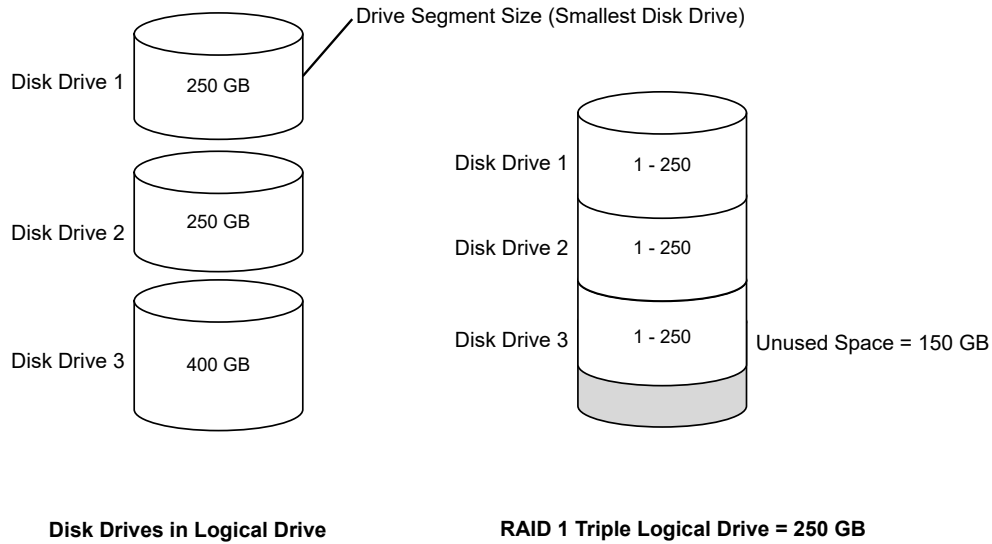 Drive Segment Size (Smallest Disk Drive)
Disk Drive 1
250 GB
Disk Drive 2
250 GB
Disk Drive 3
400 GB
Disk Drive 1
1 - 250
Disk Drive 2
1 - 250
Disk Drive 3
1 - 250
Unused Space = 150 GB
Disk Drives in Logical Drive
RAID 1 Triple Logical Drive = 250 GB